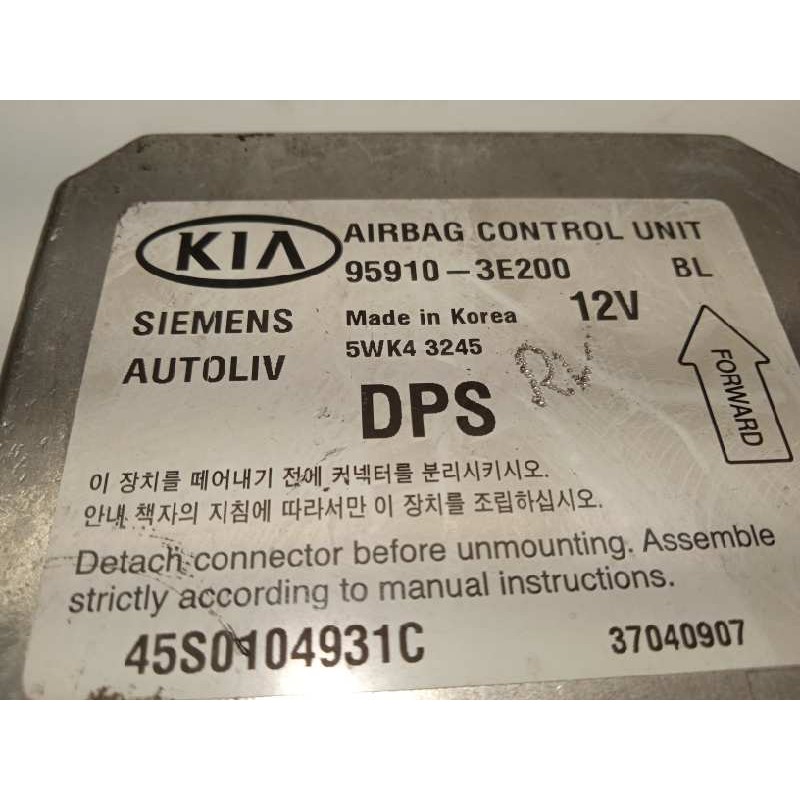 KIA AIRBAG CONTROL UNIT
95910-3E200 BL
SIEMENS Made in Korea 12V
AUTOLIV 5WK4 3245 RV
DPS
FORWARD
이 장치를 떼어내기 전에 커넥터를 분리시키시오.
안내 책자의 지침에 따라서만 이 장치를 조립하십시오.
Detach connector before unmounting. Assemble
strictly according to manual instructions.
45S0104931C 37040907